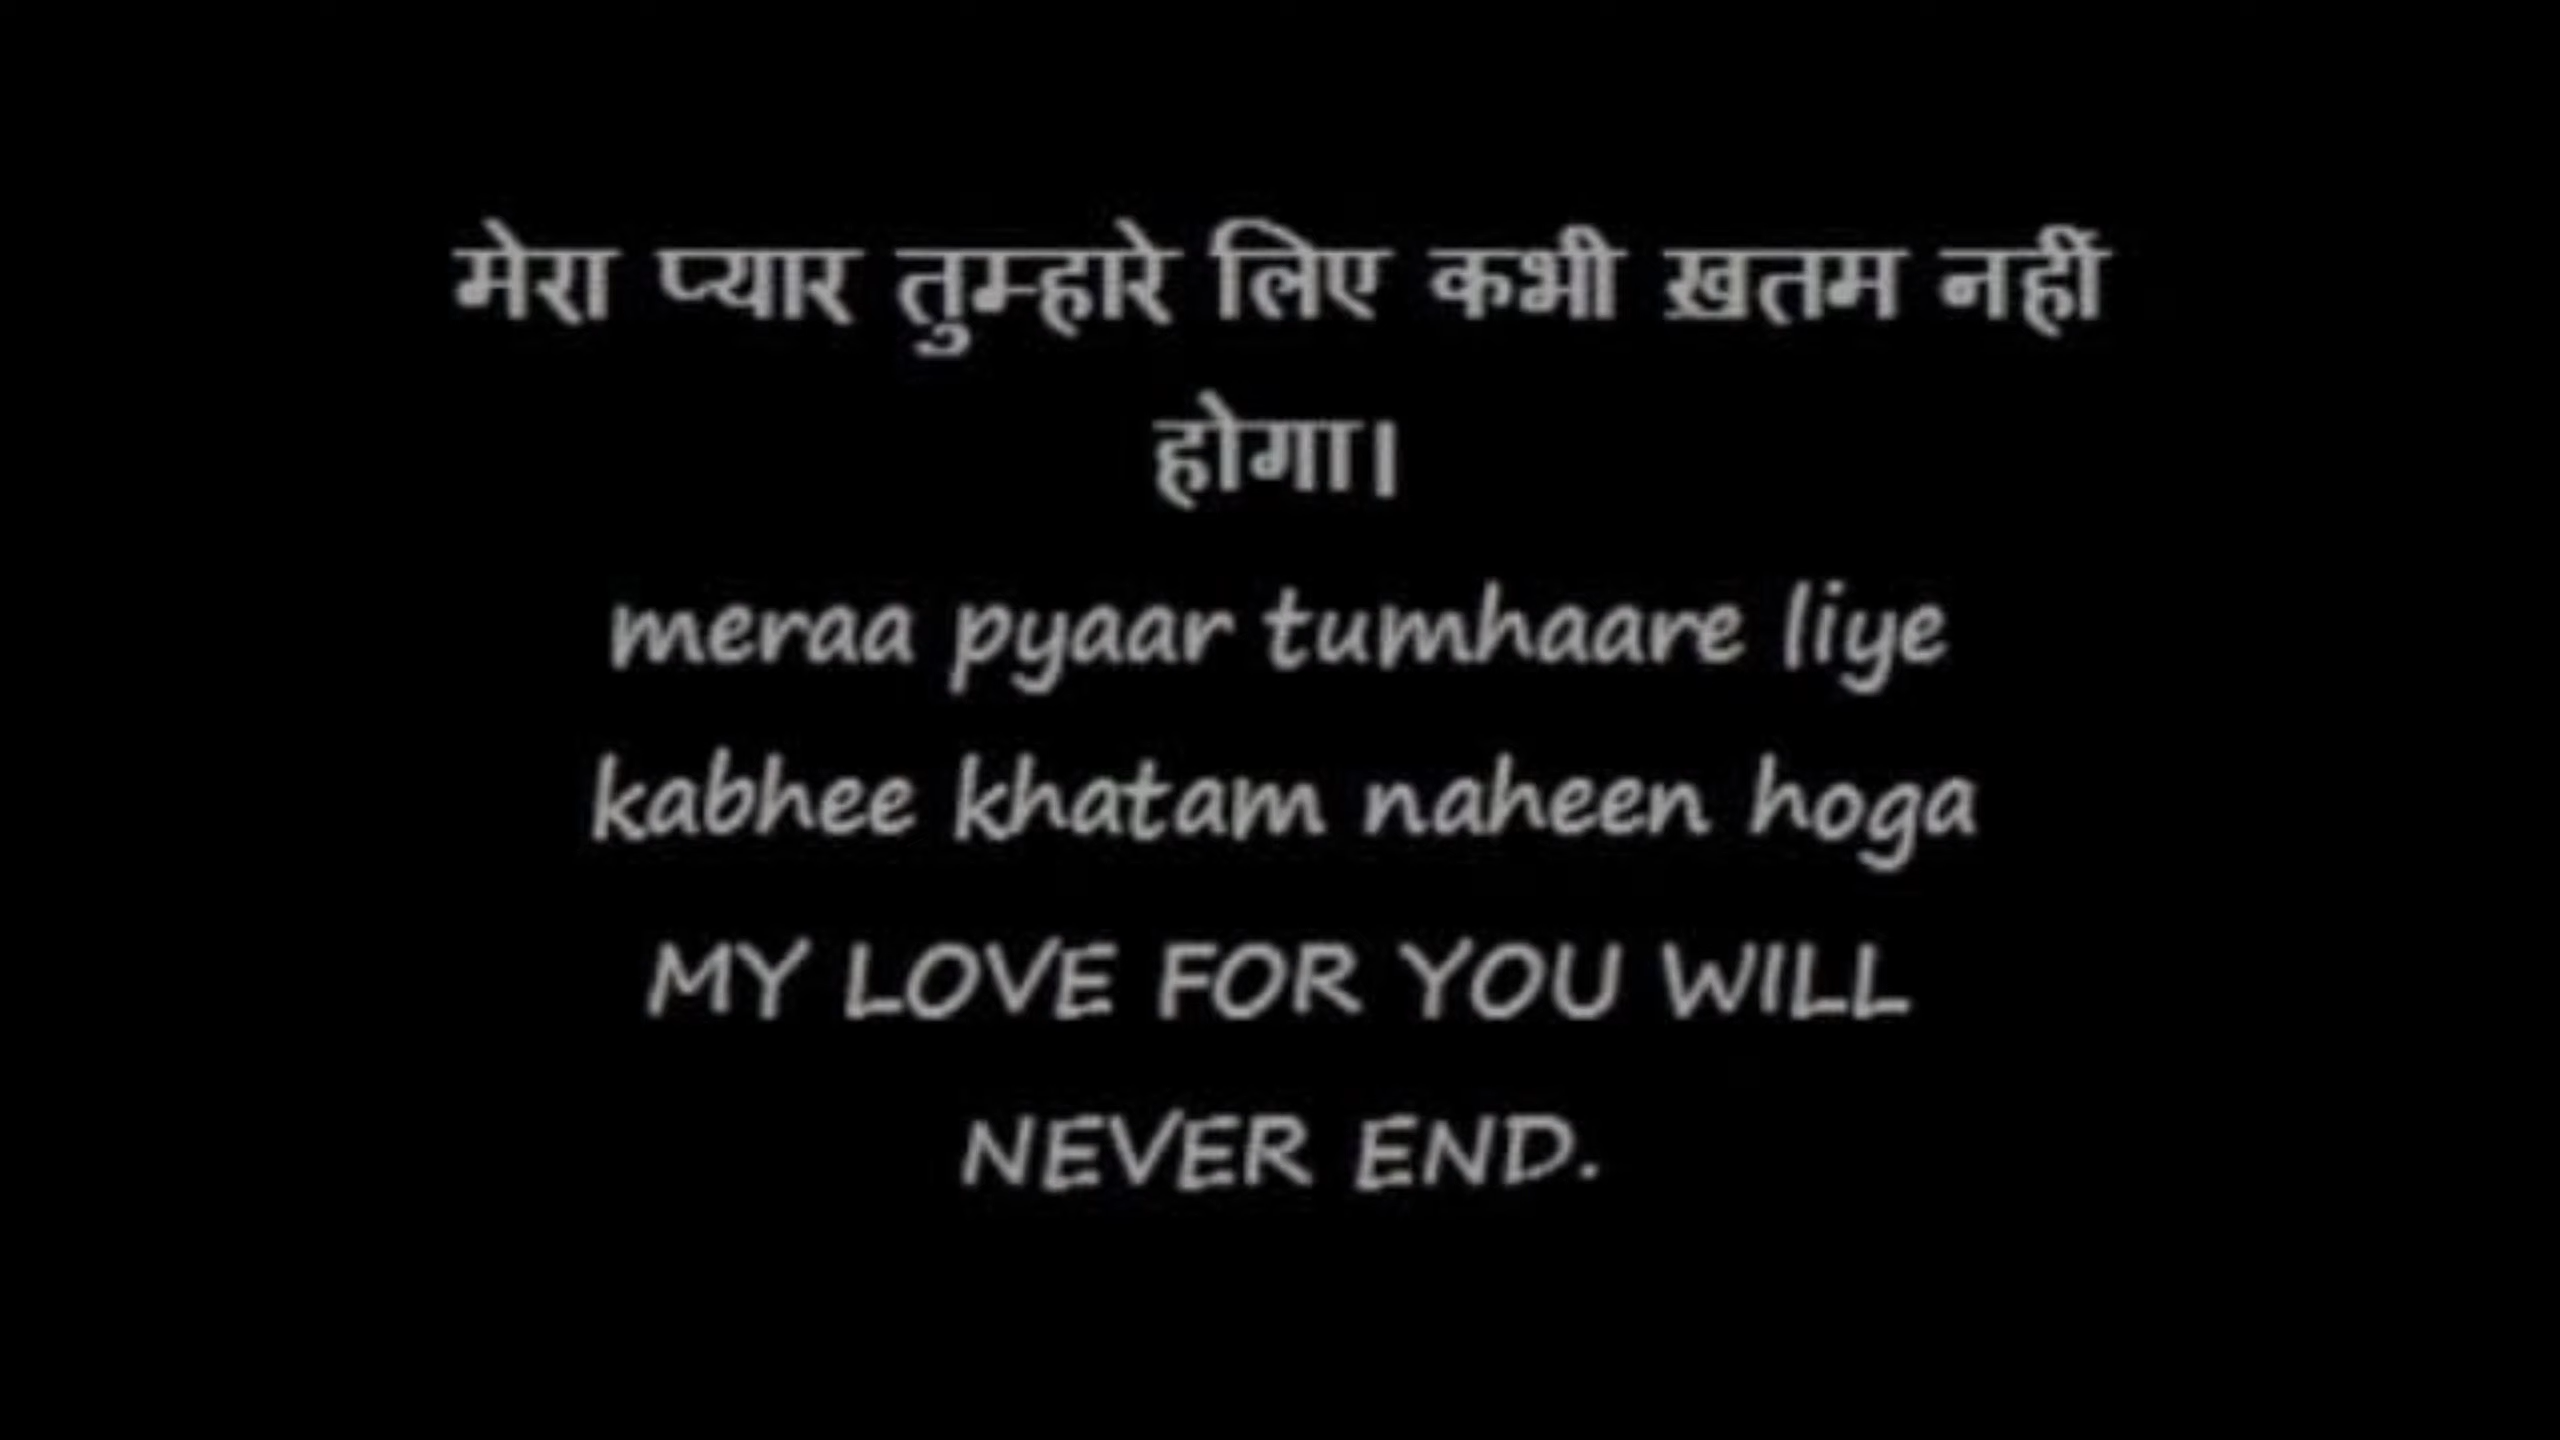 मेरा प्यार तुम्हारे लिए कभी ख़तम नहीं
होगा।
meraa pyaar tumhaare liye
kabhee khatam naheen hoga
MY LOVE FOR YOU WILL
NEVER END.